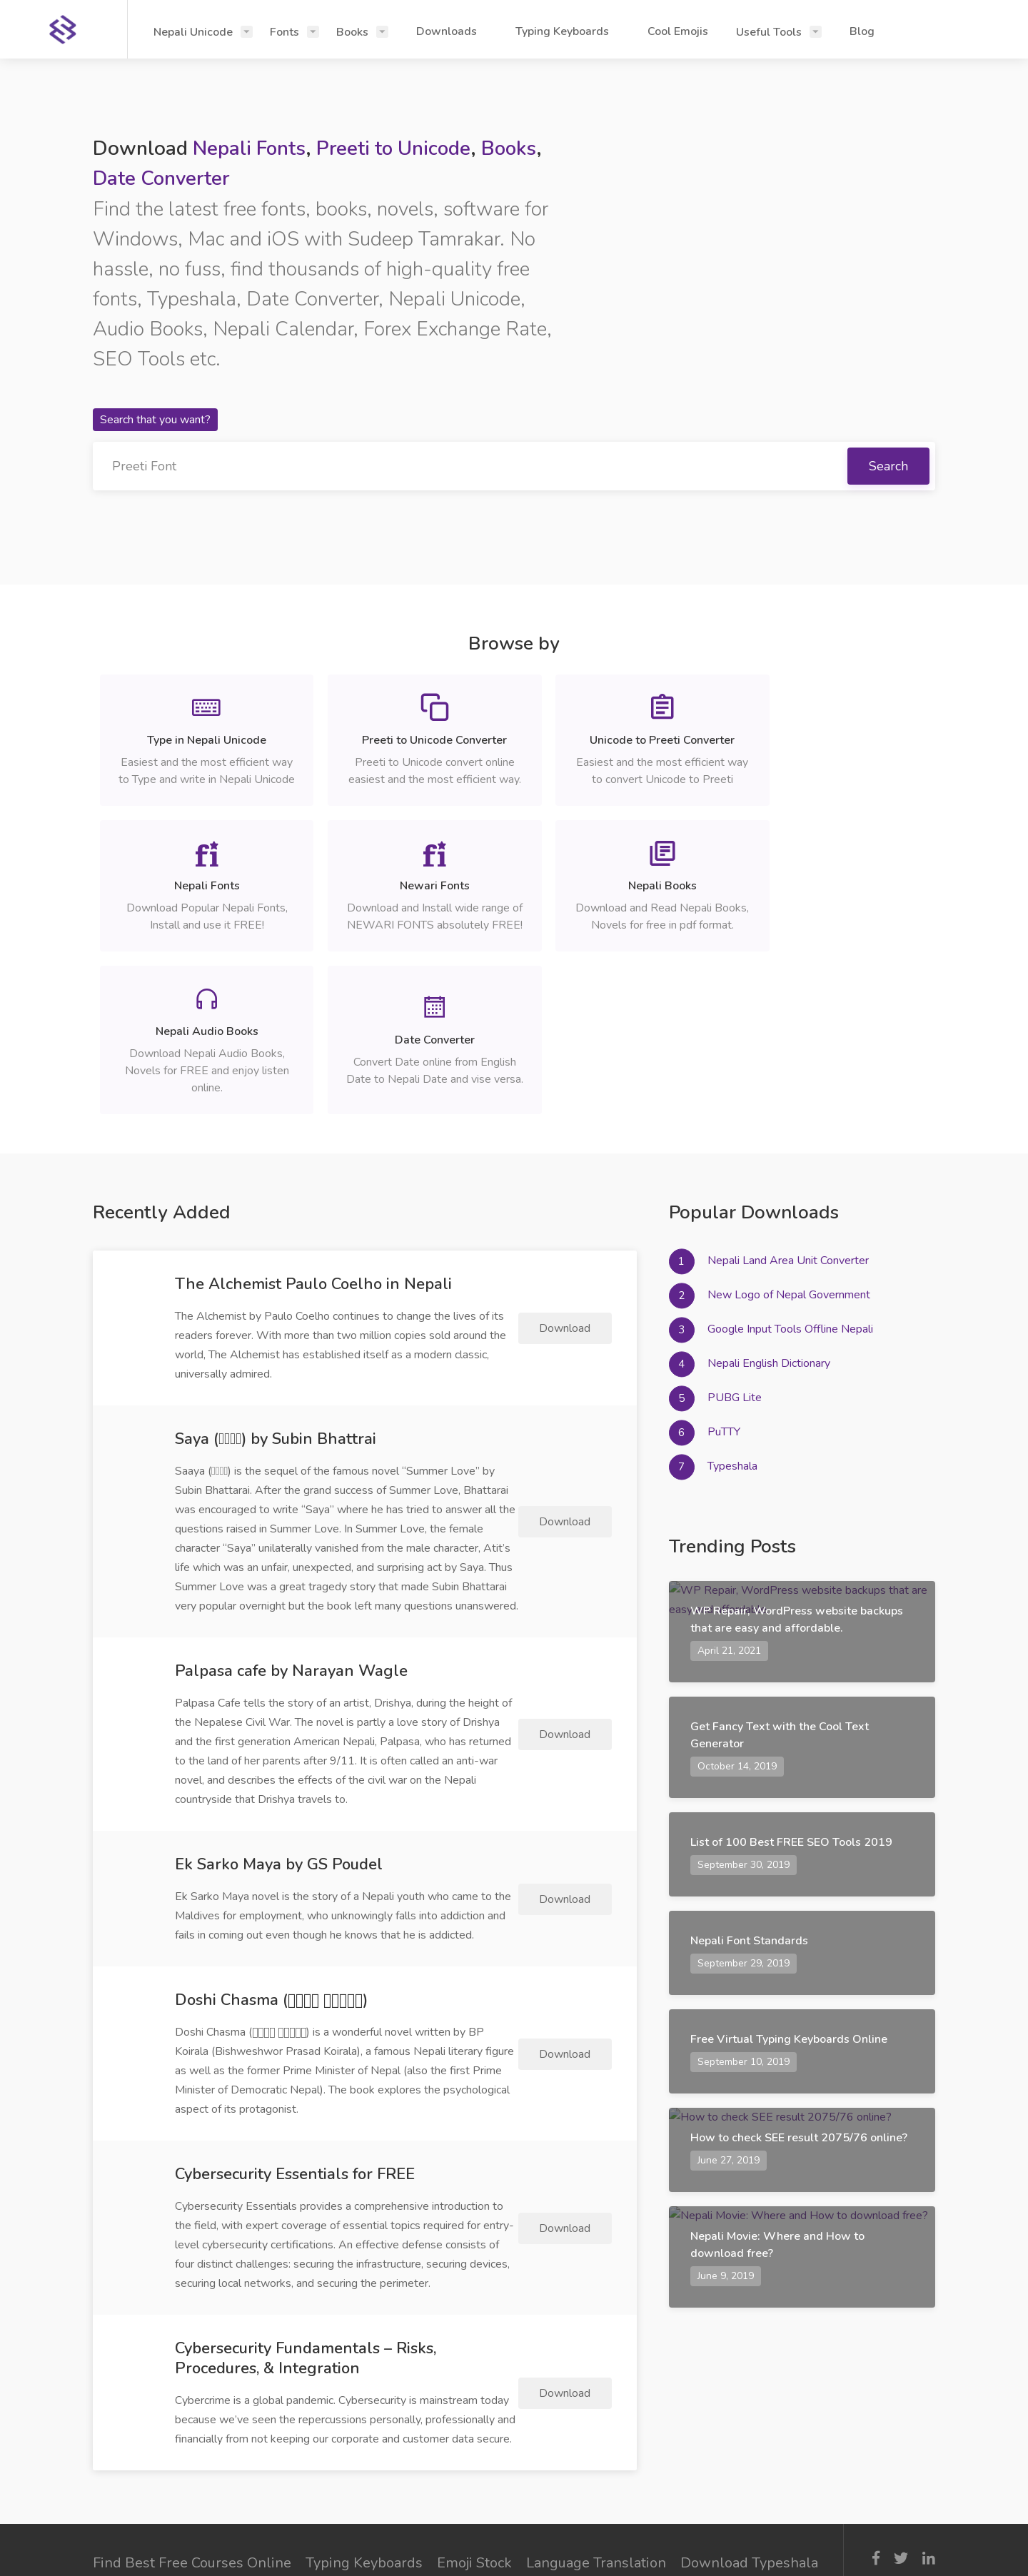 Nepali Unicode Fonts Books Downloads Typing Keyboards Cool Emojis Useful Tools Blog
Download Nepali Fonts, Preeti to Unicode, Books,
Date Converter
Find the latest free fonts, books, novels, software for
Windows, Mac and iOS with Sudeep Tamrakar. No
hassle, no fuss, find thousands of high-quality free
fonts, Typeshala, Date Converter, Nepali Unicode,
Audio Books, Nepali Calendar, Forex Exchange Rate,
SEO Tools etc.
Search that you want?
Preeti Font
Search
Browse by
Type in Nepali Unicode
Easiest and the most efficient way
to Type and write in Nepali Unicode
Preeti to Unicode Converter
Preeti to Unicode convert online
easiest and the most efficient way.
Unicode to Preeti Converter
Easiest and the most efficient way
to convert Unicode to Preeti
Nepali Fonts
Download Popular Nepali Fonts,
Install and use it FREE!
Newari Fonts
Download and Install wide range of
NEWARI FONTS absolutely FREE!
Nepali Books
Download and Read Nepali Books,
Novels for free in pdf format.
Nepali Audio Books
Download Nepali Audio Books,
Novels for FREE and enjoy listen
online.
Date Converter
Convert Date online from English
Date to Nepali Date and vise versa.
Recently Added
The Alchemist Paulo Coelho in Nepali
The Alchemist by Paulo Coelho continues to change the lives of its
readers forever. With more than two million copies sold around the
world, The Alchemist has established itself as a modern classic,
universally admired.
Download
Saya () by Subin Bhattrai
Saaya () is the sequel of the famous novel “Summer Love” by
Subin Bhattarai. After the grand success of Summer Love, Bhattarai
was encouraged to write “Saya” where he has tried to answer all the
questions raised in Summer Love. In Summer Love, the female
character “Saya” unilaterally vanished from the male character, Atit’s
life which was an unfair, unexpected, and surprising act by Saya. Thus
Summer Love was a great tragedy story that made Subin Bhattarai
very popular overnight but the book left many questions unanswered.
Download
Palpasa cafe by Narayan Wagle
Palpasa Cafe tells the story of an artist, Drishya, during the height of
the Nepalese Civil War. The novel is partly a love story of Drishya
and the first generation American Nepali, Palpasa, who has returned
to the land of her parents after 9/11. It is often called an anti-war
novel, and describes the effects of the civil war on the Nepali
countryside that Drishya travels to.
Download
Ek Sarko Maya by GS Poudel
Ek Sarko Maya novel is the story of a Nepali youth who came to the
Maldives for employment, who unknowingly falls into addiction and
fails in coming out even though he knows that he is addicted.
Download
Doshi Chasma ()
Doshi Chasma () is a wonderful novel written by BP
Koirala (Bishweshwor Prasad Koirala), a famous Nepali literary figure
as well as the former Prime Minister of Nepal (also the first Prime
Minister of Democratic Nepal). The book explores the psychological
aspect of its protagonist.
Download
Cybersecurity Essentials for FREE
Cybersecurity Essentials provides a comprehensive introduction to
the field, with expert coverage of essential topics required for entry-
level cybersecurity certifications. An effective defense consists of
four distinct challenges: securing the infrastructure, securing devices,
securing local networks, and securing the perimeter.
Download
Cybersecurity Fundamentals – Risks,
Procedures, & Integration
Cybercrime is a global pandemic. Cybersecurity is mainstream today
because we’ve seen the repercussions personally, professionally and
financially from not keeping our corporate and customer data secure.
Download
Popular Downloads
1 Nepali Land Area Unit Converter
2 New Logo of Nepal Government
3 Google Input Tools Offline Nepali
4 Nepali English Dictionary
5 PUBG Lite
6 PuTTY
7 Typeshala
Trending Posts
WP Repair, WordPress website backups that are
WP Repair, WordPress website backups
that are easy and affordable.
April 21, 2021
Get Fancy Text with the Cool Text
Generator
October 14, 2019
List of 100 Best FREE SEO Tools 2019
September 30, 2019
Nepali Font Standards
September 29, 2019
Free Virtual Typing Keyboards Online
September 10, 2019
How to check SEE result 2075/76 online?
How to check SEE result 2075/76 online?
June 27, 2019
Nepali Movie: Where and How to download free?
Nepali Movie: Where and How to
download free?
June 9, 2019
Find Best Free Courses Online Typing Keyboards Emoji Stock Language Translation Download Typeshala